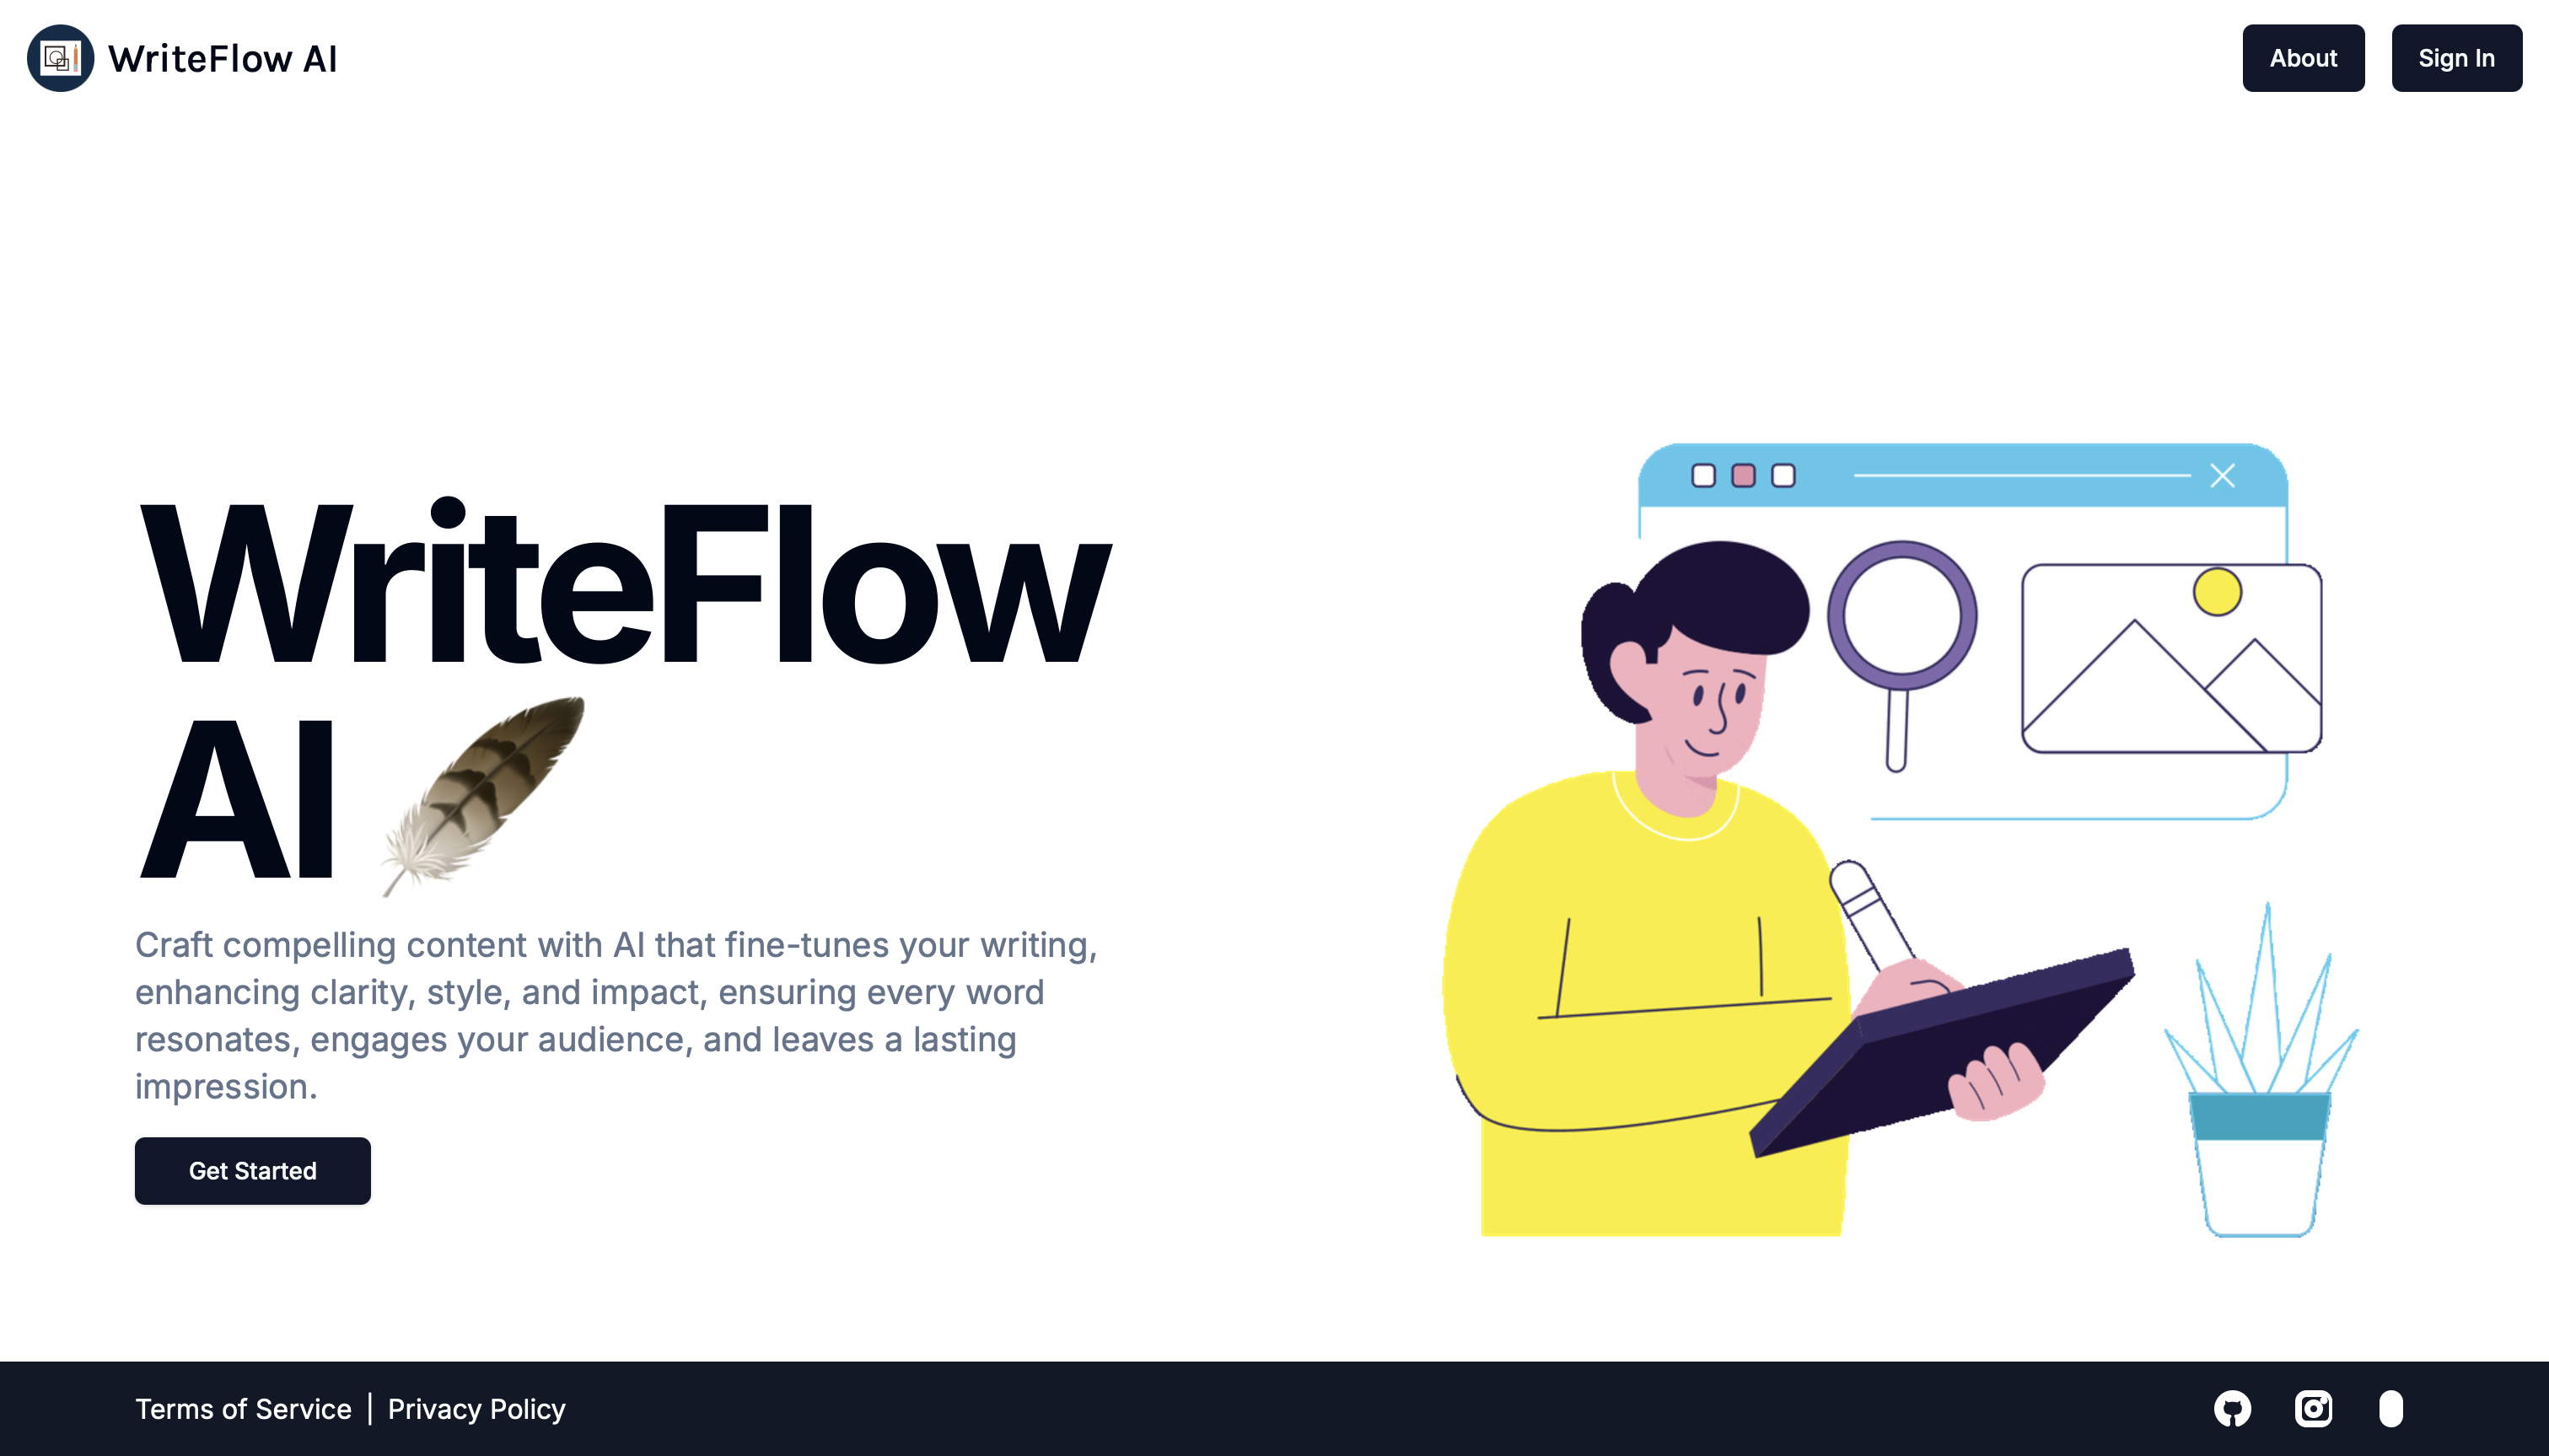 WriteFlow AI
About
Sign In
WriteFlow
AI
Craft compelling content with AI that fine-tunes your writing,
enhancing clarity, style, and impact, ensuring every word
resonates, engages your audience, and leaves a lasting
impression.
Get Started
Terms of Service | Privacy Policy